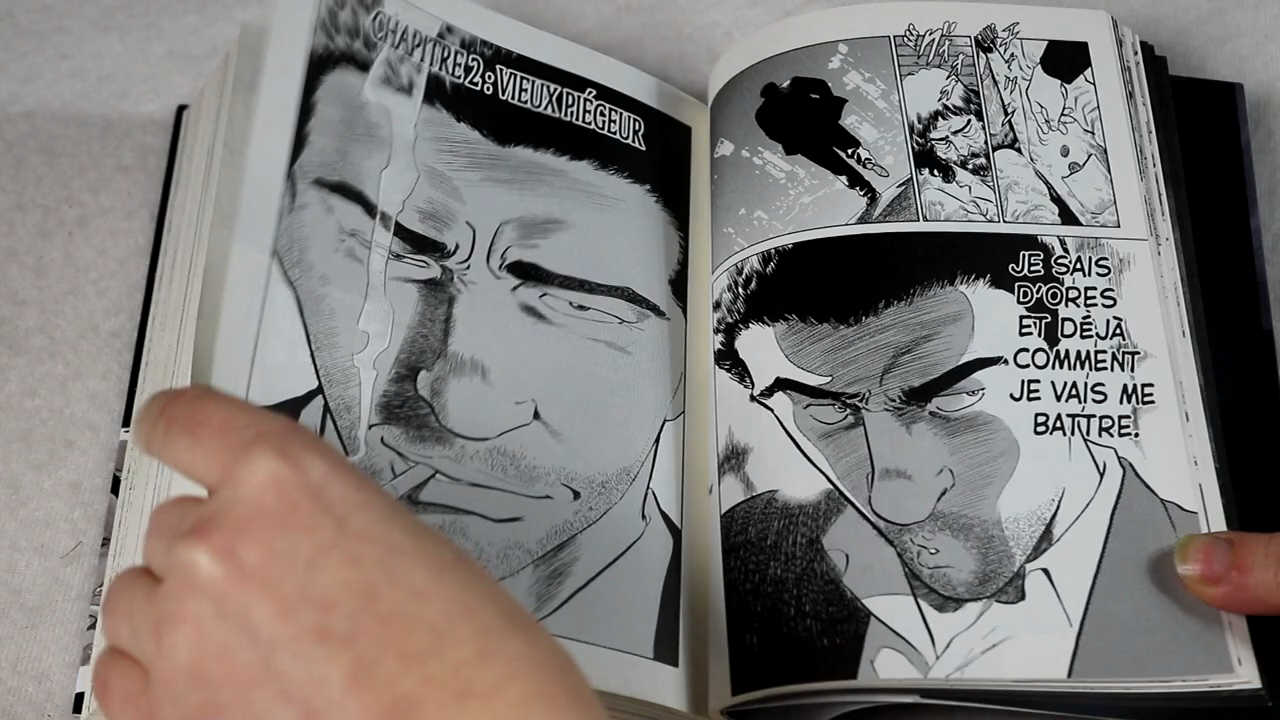 CHAPITRE 2 : VIEUX PIÉGEUR
JE SAIS
D'ORES
ET DÉJÀ
COMMENT
JE VAIS ME
BATTRE.